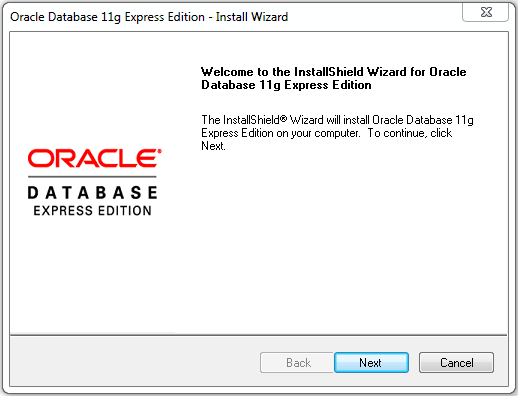 Oracle Database 11g Express Edition - Install Wizard
Welcome to the InstallShield Wizard for Oracle
Database 11g Express Edition
The InstallShield® Wizard will install Oracle Database 11g
Express Edition on your computer. To continue, click
Next.
ORACLE®
DATABASE
EXPRESS EDITION
Back
Next
Cancel